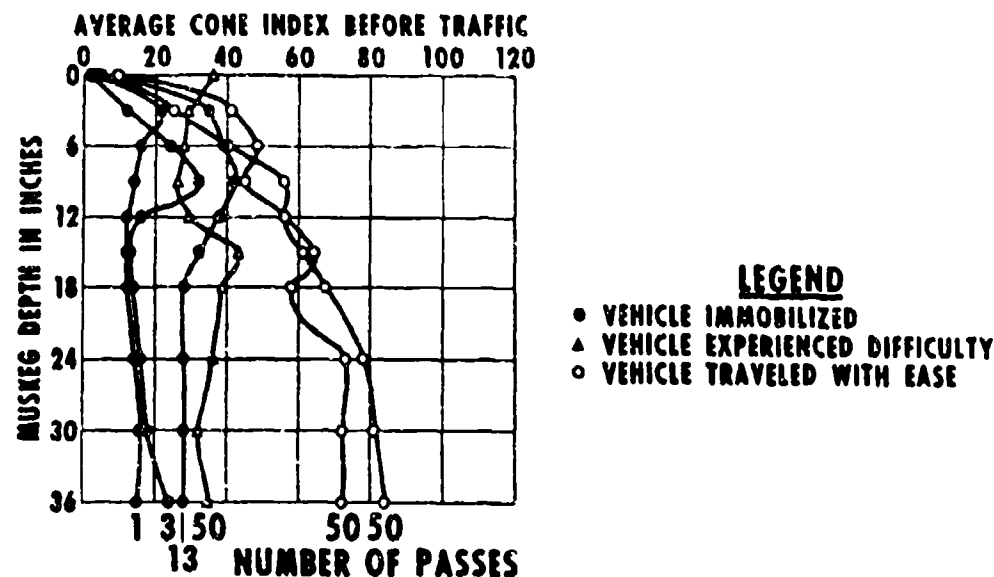 AVERAGE CONE INDEX BEFORE TRAFFIC
0 20 40 60 80 100 120
MUSKEG DEPTH IN INCHES
0
6
12
18
24
30
36
1 3 50 50 50
13
NUMBER OF PASSES
LEGEND
● VEHICLE IMMOBILIZED
▲ VEHICLE EXPERIENCED DIFFICULTY
○ VEHICLE TRAVELED WITH EASE